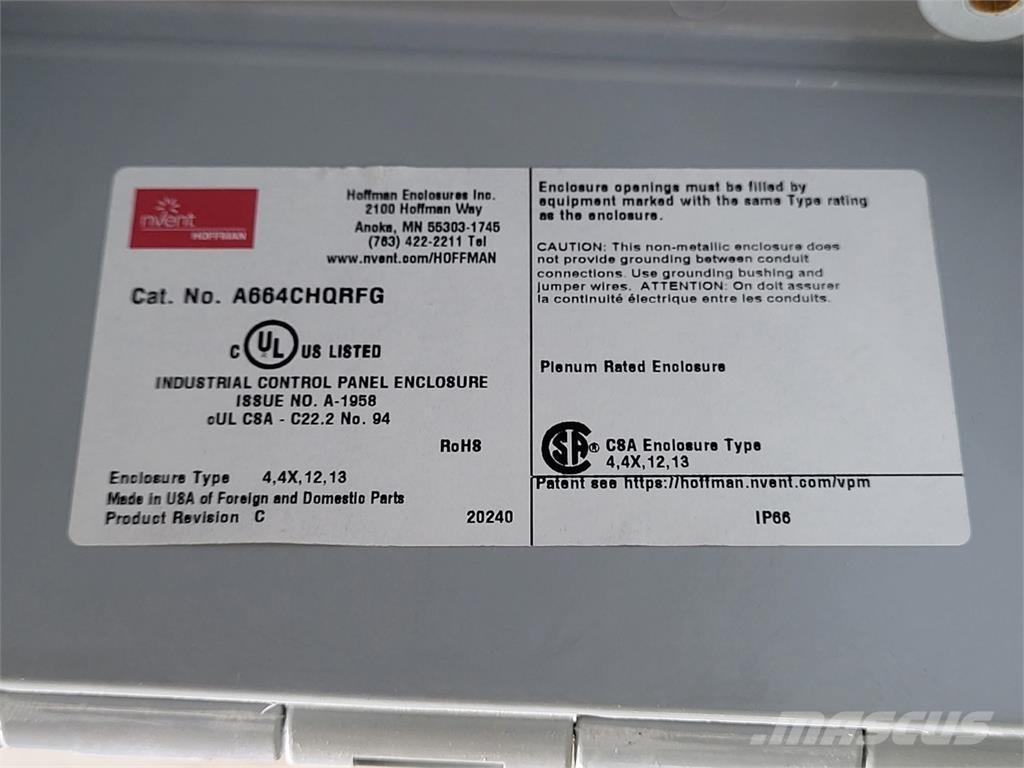 nvent
HOFFMAN
Hoffman Enclosures Inc.
2100 Hoffman Way
Anoka, MN 55303-1745
(763) 422-2211 Tel
www.nvent.com/HOFFMAN
Cat. No. A664CHQRFG
C UL US LISTED
INDUSTRIAL CONTROL PANEL ENCLOSURE
ISSUE NO. A-1958
cUL CSA - C22.2 No. 94
RoHS
Enclosure Type 4,4X,12,13
Made in USA of Foreign and Domestic Parts
Product Revision C 20240
Enclosure openings must be filled by
equipment marked with the same Type rating
as the enclosure.
CAUTION: This non-metallic enclosure does
not provide grounding between conduit
connections. Use grounding bushing and
jumper wires. ATTENTION: On doit assurer
la continuité électrique entre les conduits.
Plenum Rated Enclosure
SA ® CSA Enclosure Type
4,4X,12,13
Patent see https://hoffman.nvent.com/vpm
IP66
MASCUS